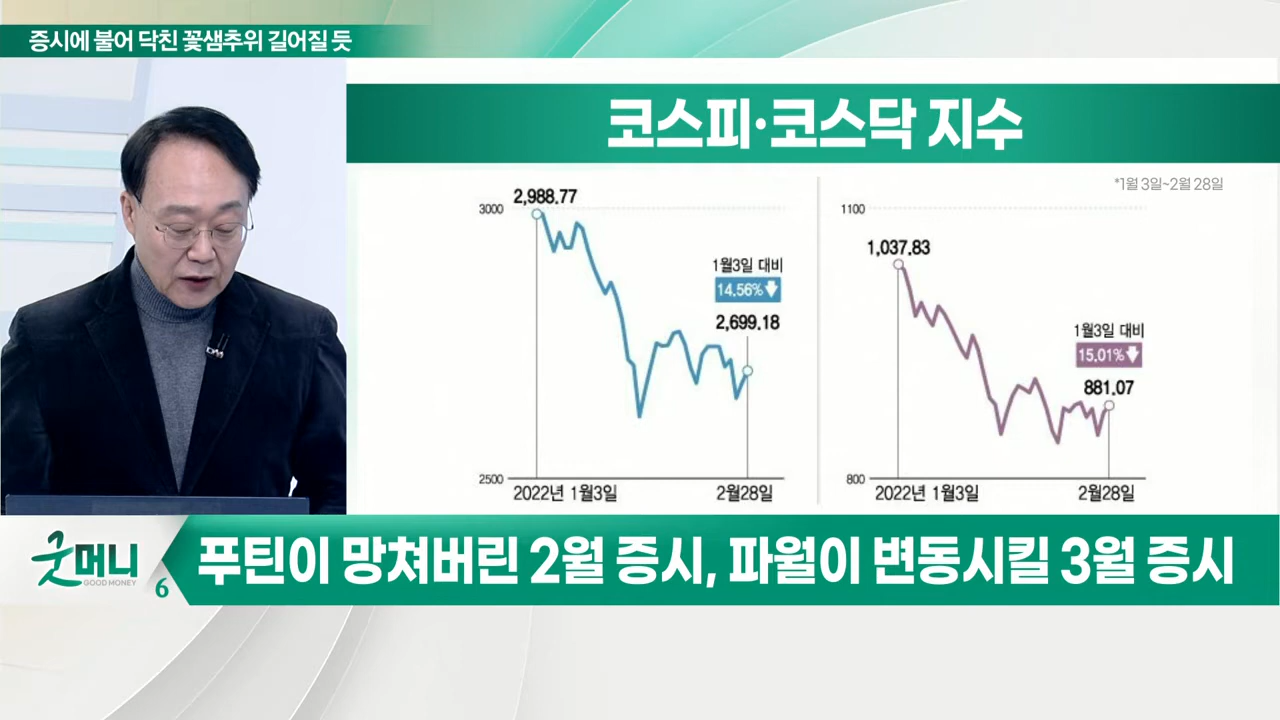 증시에 불어 닥친 꽃샘추위 길어질 듯
코스피·코스닥 지수
*1월 3일~2월 28일
3000
2,988.77
1월3일 대비
14.56%
2,699.18
2500
2022년 1월3일
2월28일
1100
1,037.83
1월3일 대비
15.01%
881.07
800
2022년 1월3일
2월28일
굿머니
GOOD MONEY
6
푸틴이 망쳐버린 2월 증시, 파월이 변동시킬 3월 증시